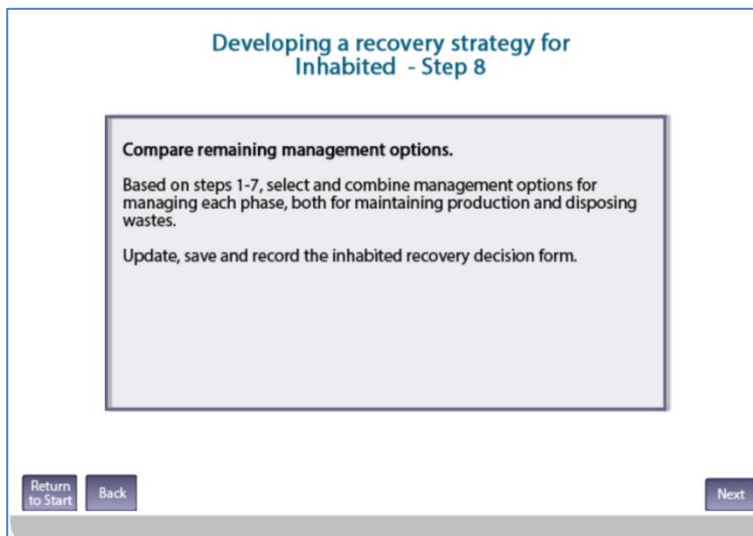 Developing a recovery strategy for
Inhabited - Step 8
Compare remaining management options.
Based on steps 1-7, select and combine management options for
managing each phase, both for maintaining production and disposing
wastes.
Update, save and record the inhabited recovery decision form.
Return
to Start
Back
Next